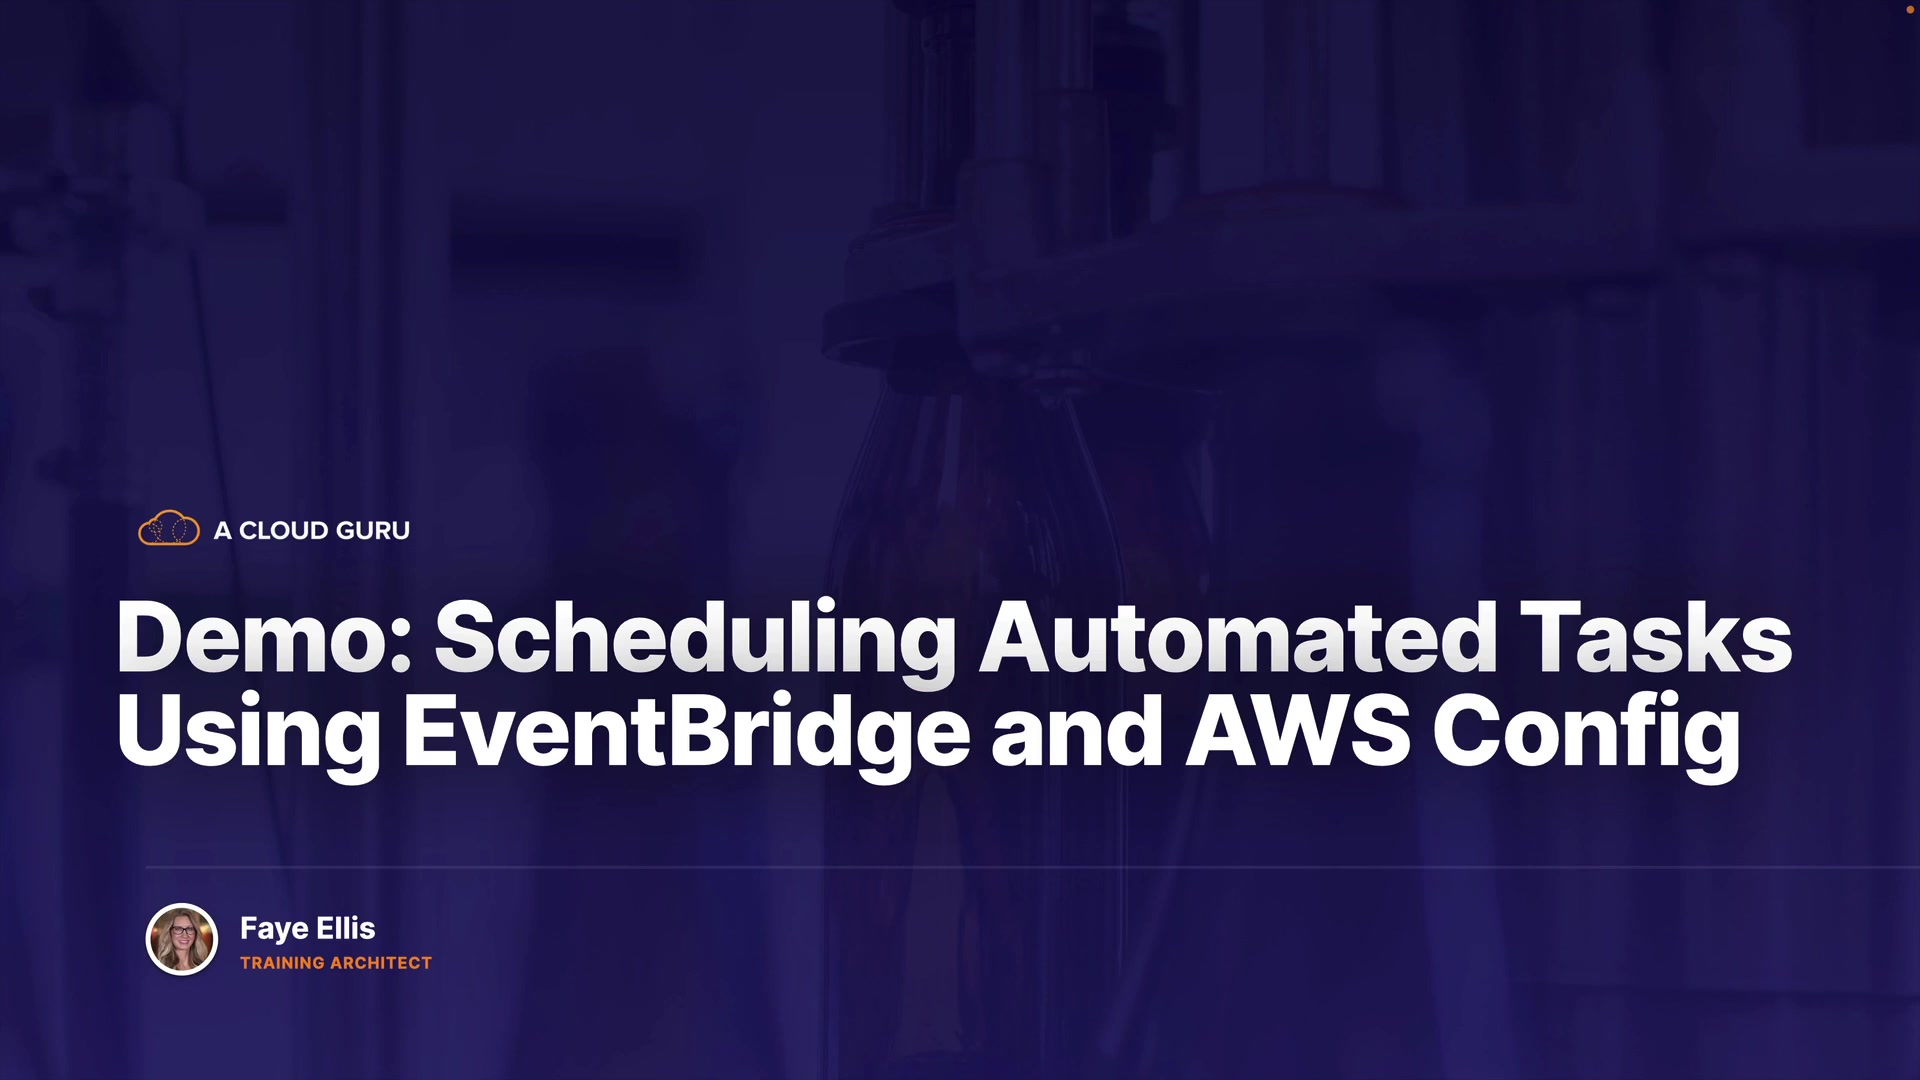 A CLOUD GURU
Demo: Scheduling Automated Tasks
Using EventBridge and AWS Config
Faye Ellis
TRAINING ARCHITECT